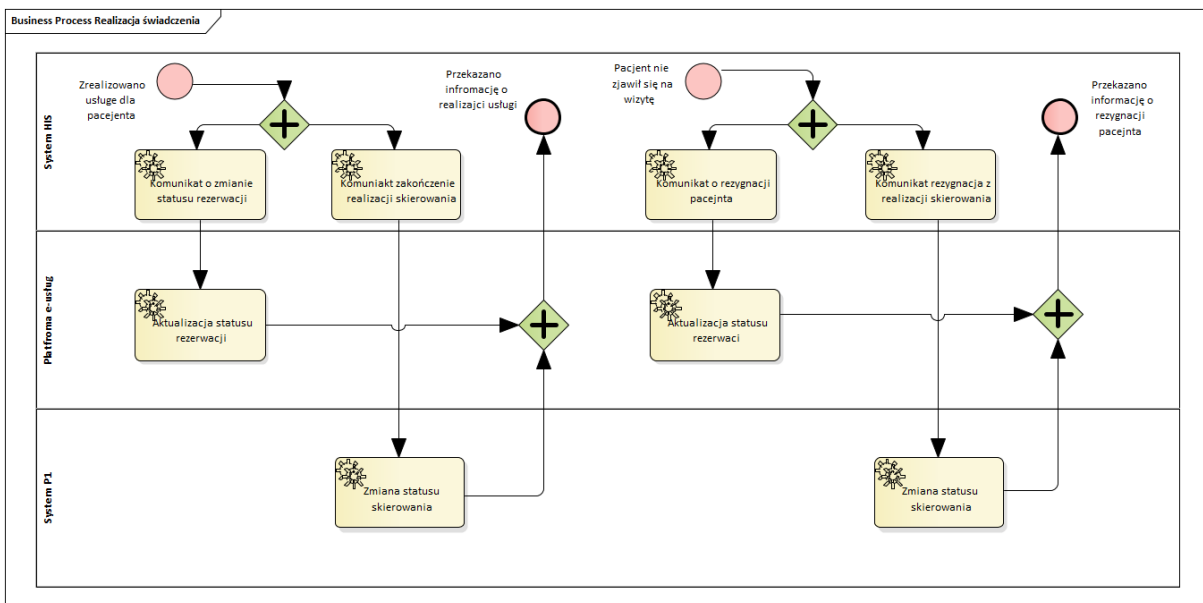 Business Process Realizacja świadczenia
System HIS
Zrealizowano
usługe dla
pacejenta
Przekazano
infromację o
realizajci usługi
Pacjent nie
zjawił się na
wizytę
Przekazano
informację o
rezygnacji
pacejnta
Komunikat o zmianie
statusu rezerwacji
Komuniakt zakończenie
realizacji skierowania
Komunikat o rezygnacji
pacejnta
Komunikat rezygnacja z
realizacji skierowania
Platfroma e-usług
Aktualizacja statusu
rezerwacji
Aktualizacja statusu
rezerwaci
System P1
Zmiana statusu
skierowania
Zmiana statusu
skierowania